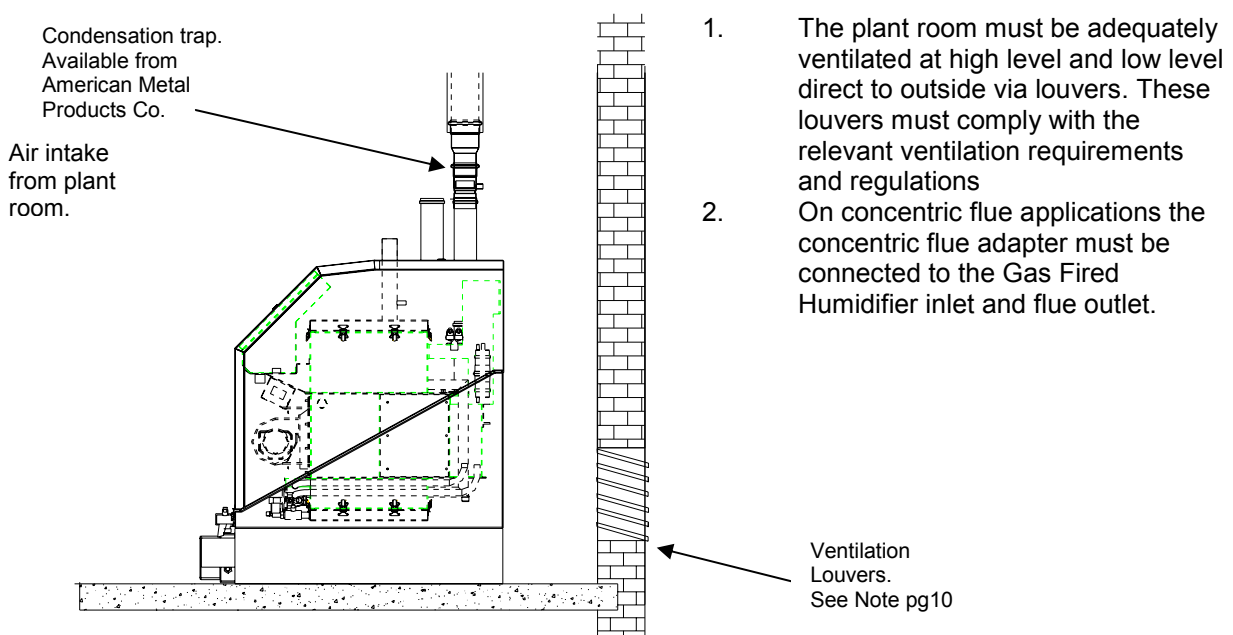 Condensation trap.
Available from
American Metal
Products Co.
Air intake
from plant
room.
1. The plant room must be adequately
ventilated at high level and low level
direct to outside via louvers. These
louvers must comply with the
relevant ventilation requirements
and regulations
2. On concentric flue applications the
concentric flue adapter must be
connected to the Gas Fired
Humidifier inlet and flue outlet.
Ventilation
Louvers.
See Note pg10